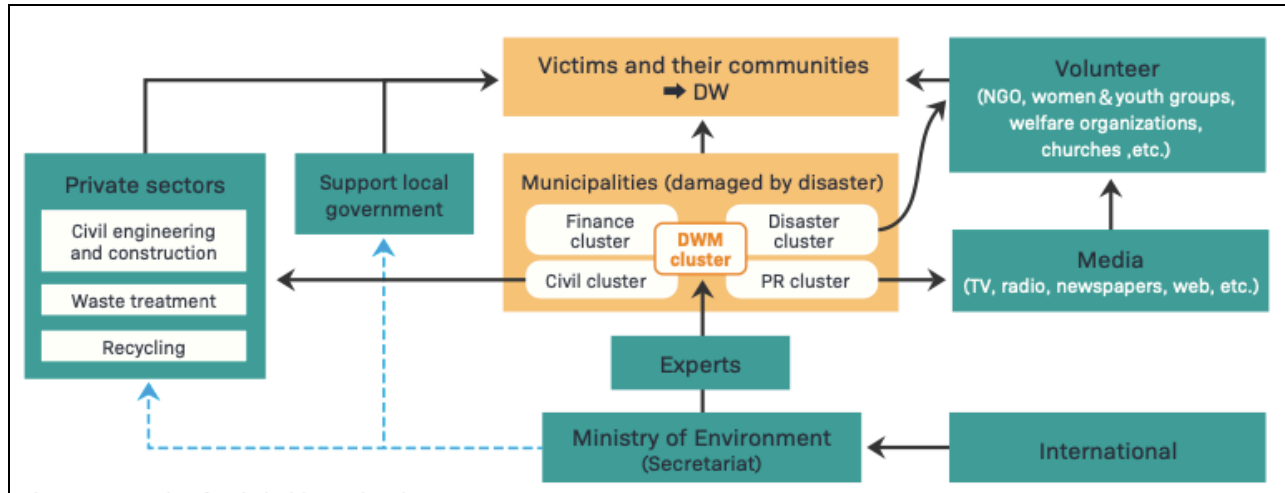 Victims and their communities
➡ DW
Volunteer
(NGO, women & youth groups,
welfare organizations,
churches ,etc.)
Private sectors
Civil engineering
and construction
Waste treatment
Recycling
Support local
government
Municipalities (damaged by disaster)
Finance
cluster
Disaster
cluster
DWM
cluster
Civil cluster
PR cluster
Media
(TV, radio, newspapers, web, etc.)
Experts
Ministry of Environment
(Secretariat)
International